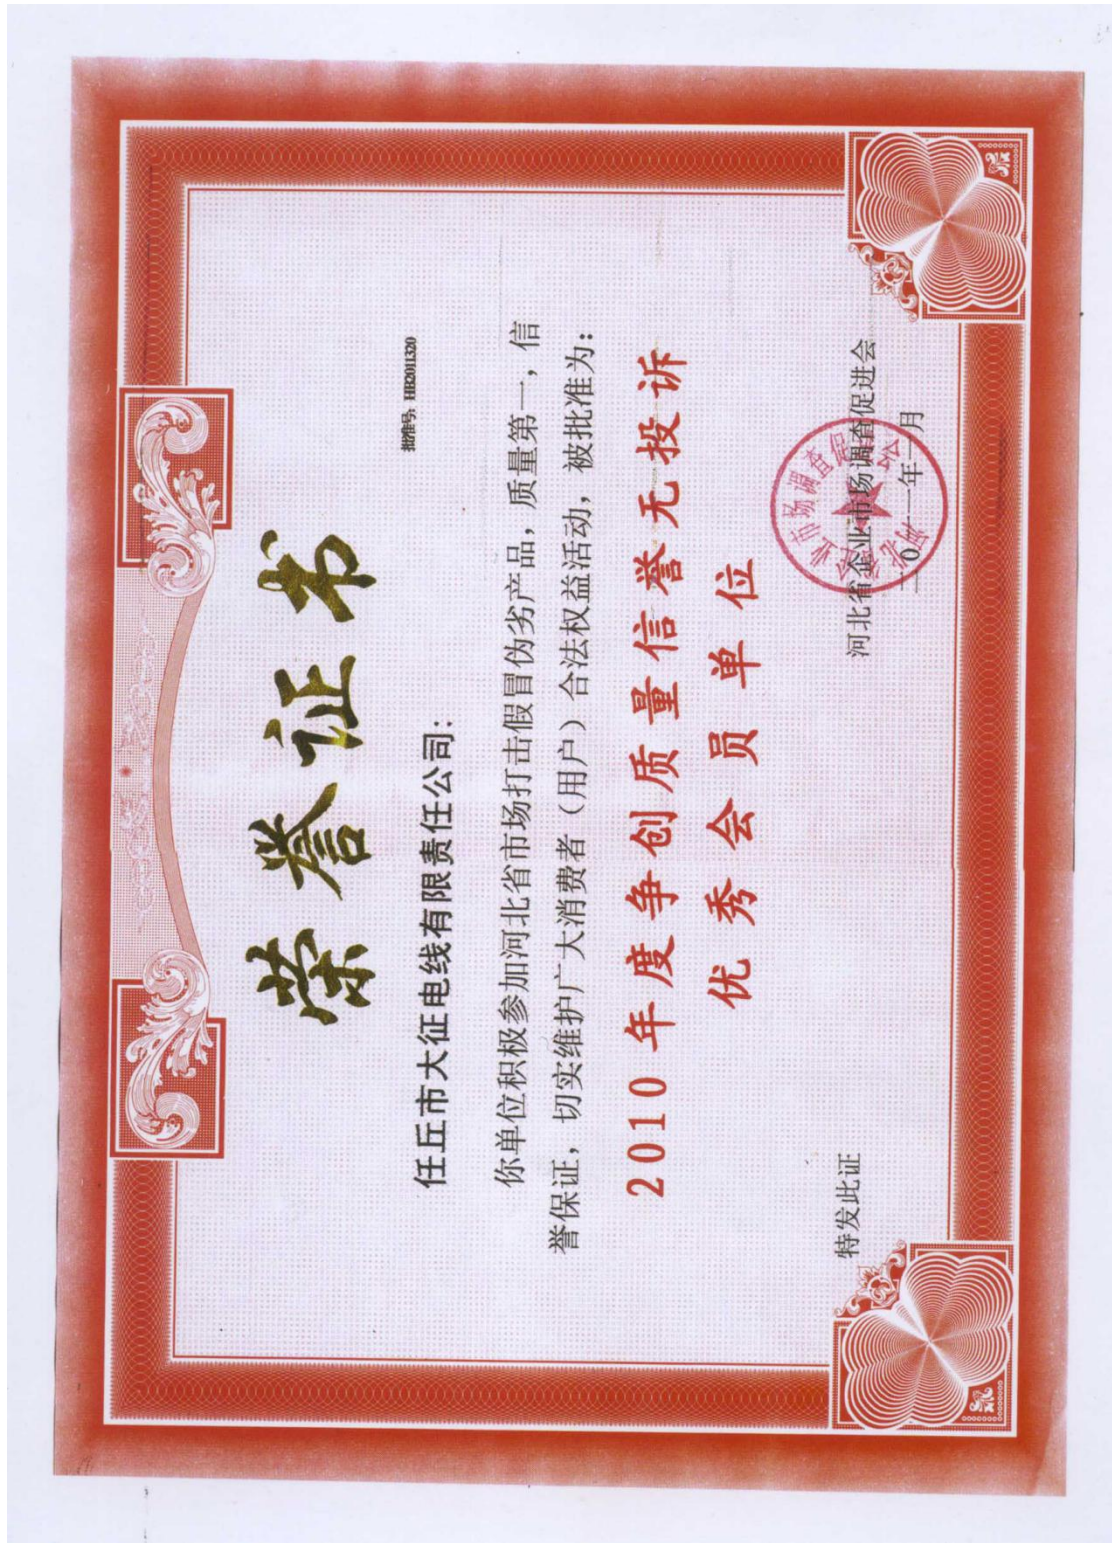 荣誉证书
批准号: HB2011320
任丘市大征电线有限责任公司:
你单位积极参加河北省市场打击假冒伪劣产品，质量第一，信
誉保证，切实维护广大消费者（用户）合法权益活动，被批准为:
2010年度争创质量信誉无投诉
优秀会员单位
特发此证
河北省企业市场调查促进会
二0一一年 月